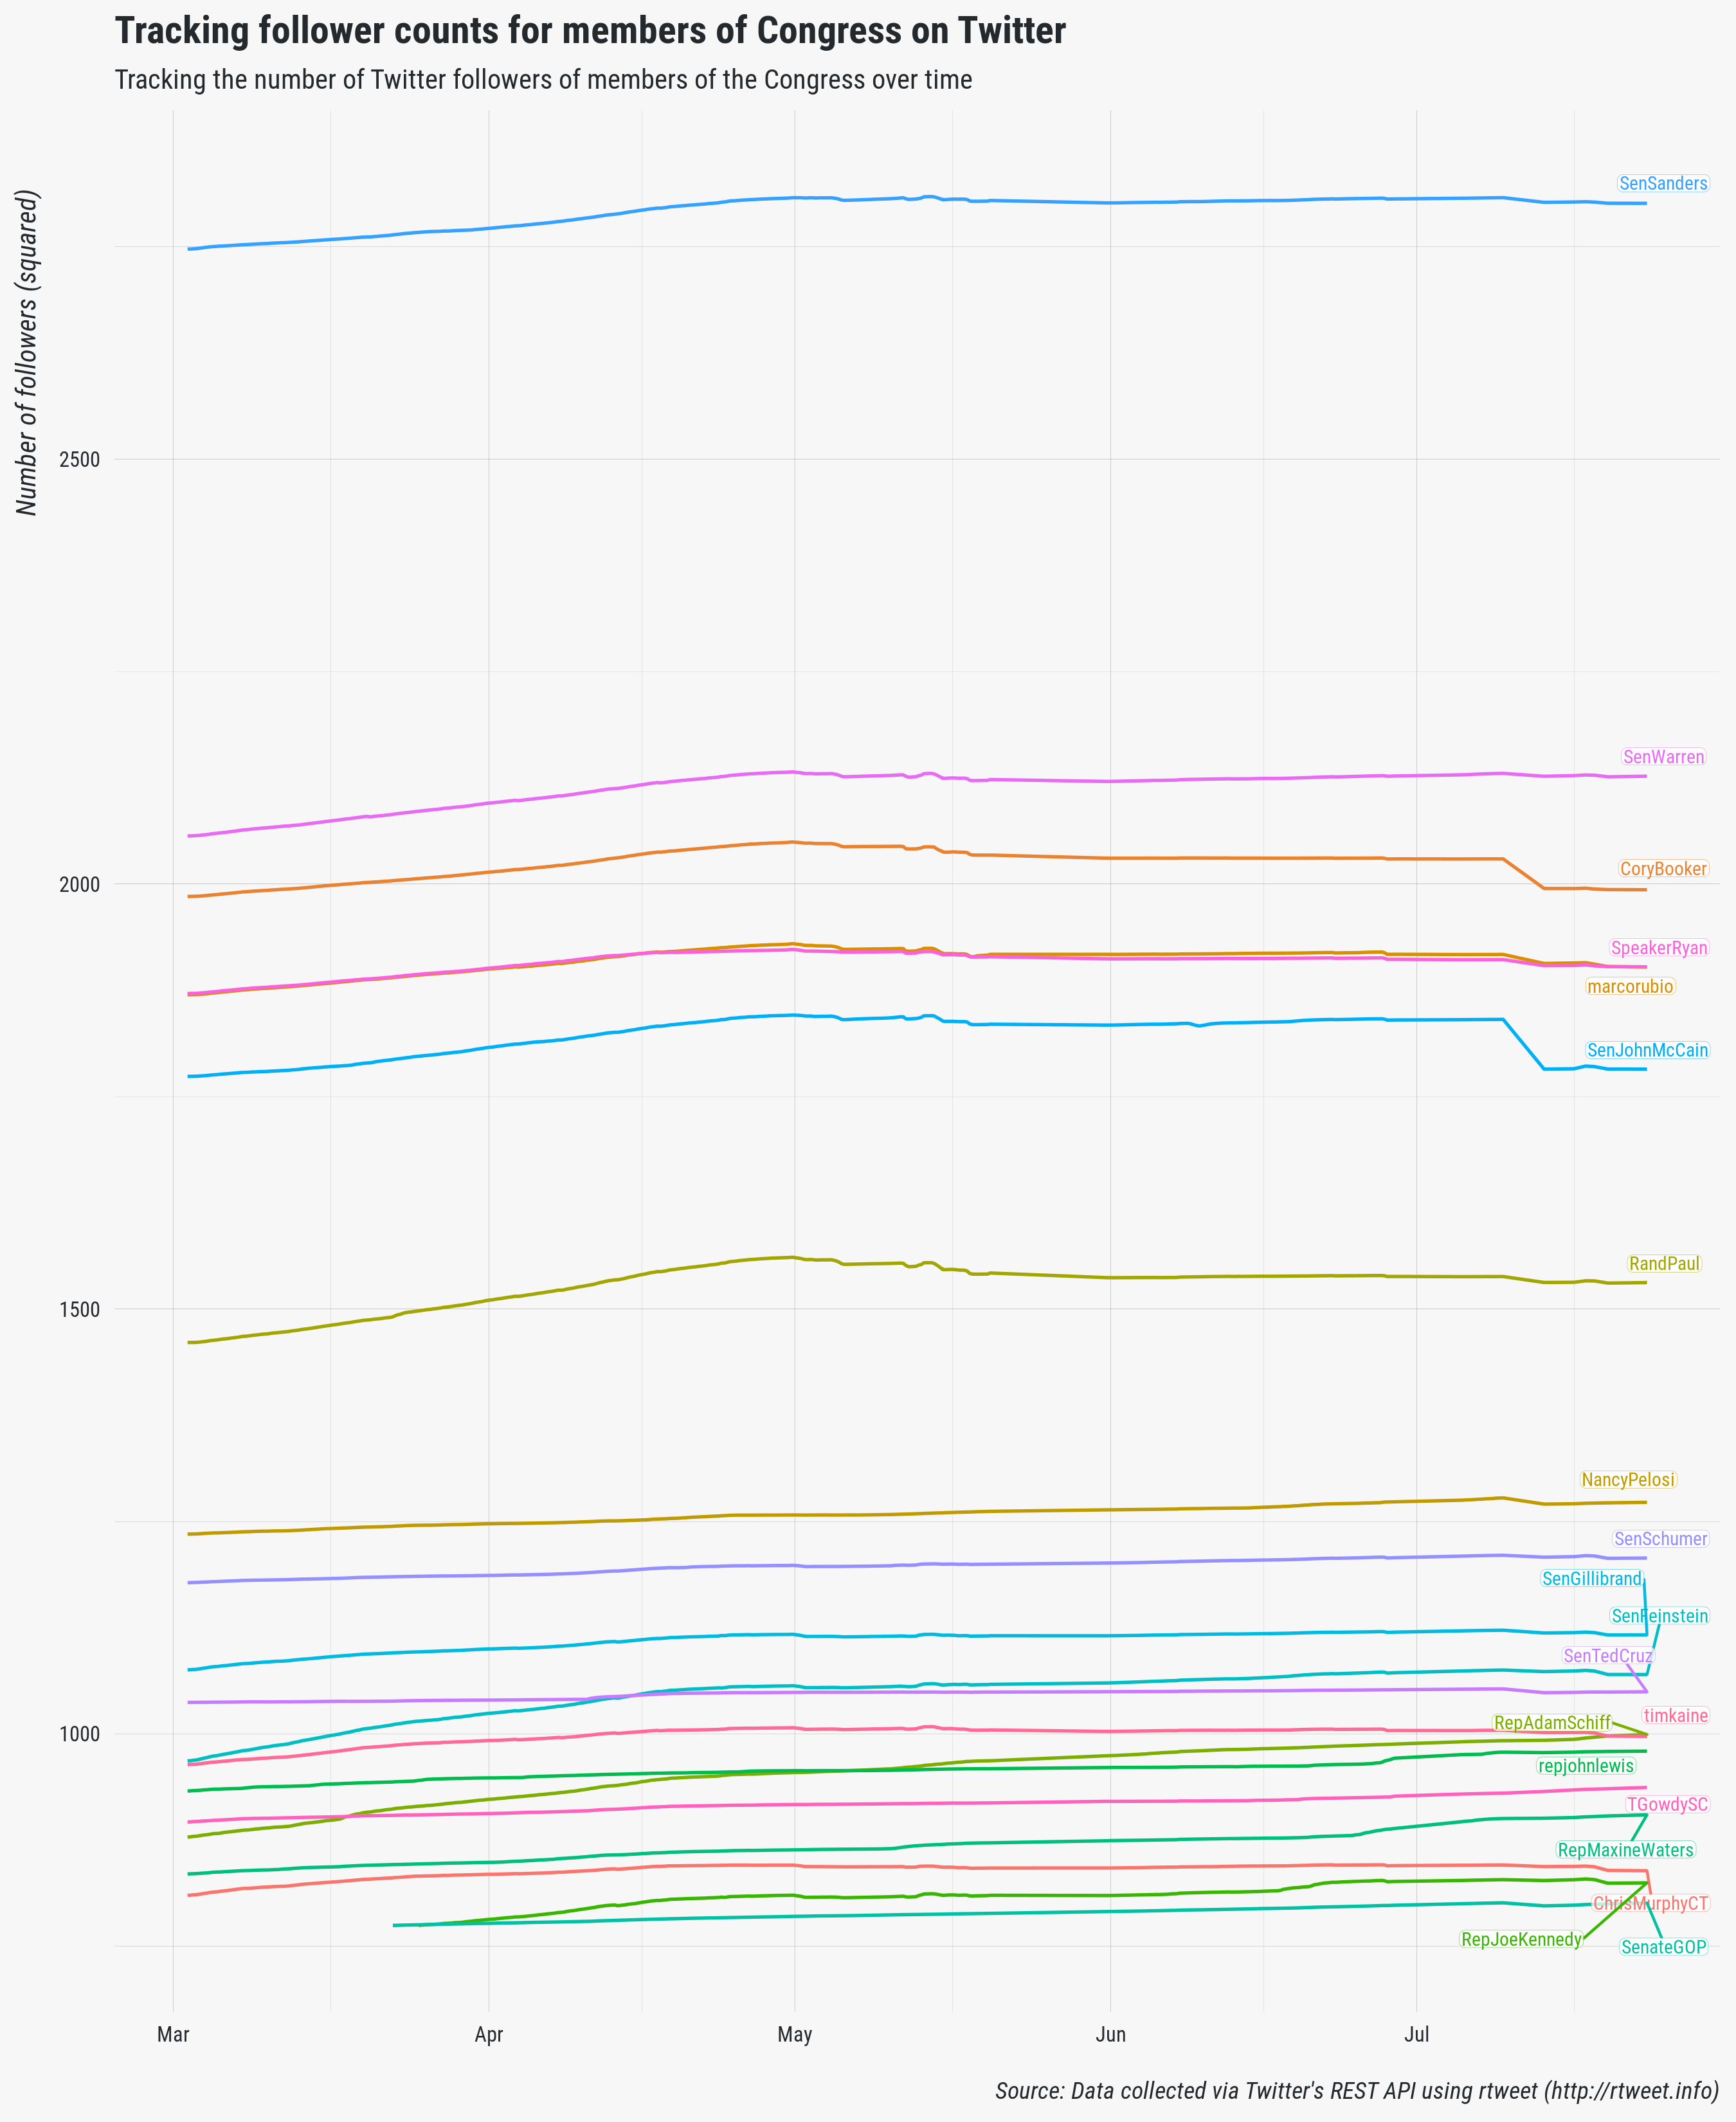 Tracking follower counts for members of Congress on Twitter
Tracking the number of Twitter followers of members of the Congress over time
Number of followers (squared)
SenSanders
2500
SenWarren
CoryBooker
2000
SpeakerRyan
marcorubio
SenJohnMcCain
RandPaul
1500
NancyPelosi
SenSchumer
SenGillibrand
SenFeinstein
SenTedCruz
timkaine
RepAdamSchiff
1000
repjohnlewis
TGowdySC
RepMaxineWaters
ChrisMurphyCT
RepJoeKennedy
SenateGOP
Mar Apr May Jun Jul
Source: Data collected via Twitter's REST API using rtweet (http://rtweet.info)